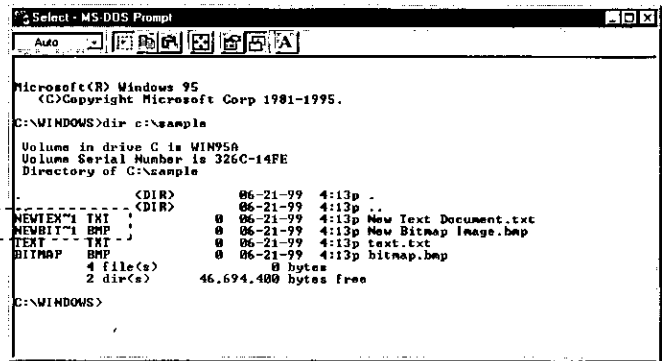 Select - MS-DOS Prompt
Auto
A
Microsoft(R) Windows 95
(C)Copyright Microsoft Corp 1981-1995.
C:\WINDOWS>dir c:\sample
Volume in drive C is WIN95A
Volume Serial Number is 326C-14FE
Directory of C:\sample
. <DIR> 06-21-99 4:13p .
.. <DIR> 06-21-99 4:13p ..
NEWTEX~1 TXT 0 06-21-99 4:13p New Text Document.txt
NEWBIT~1 BMP 0 06-21-99 4:13p New Bitmap Image.bmp
TEXT TXT 0 06-21-99 4:13p text.txt
BITMAP BMP 0 06-21-99 4:13p bitmap.bmp
4 file(s) 0 bytes
2 dir(s) 46,694,400 bytes free
C:\WINDOWS>